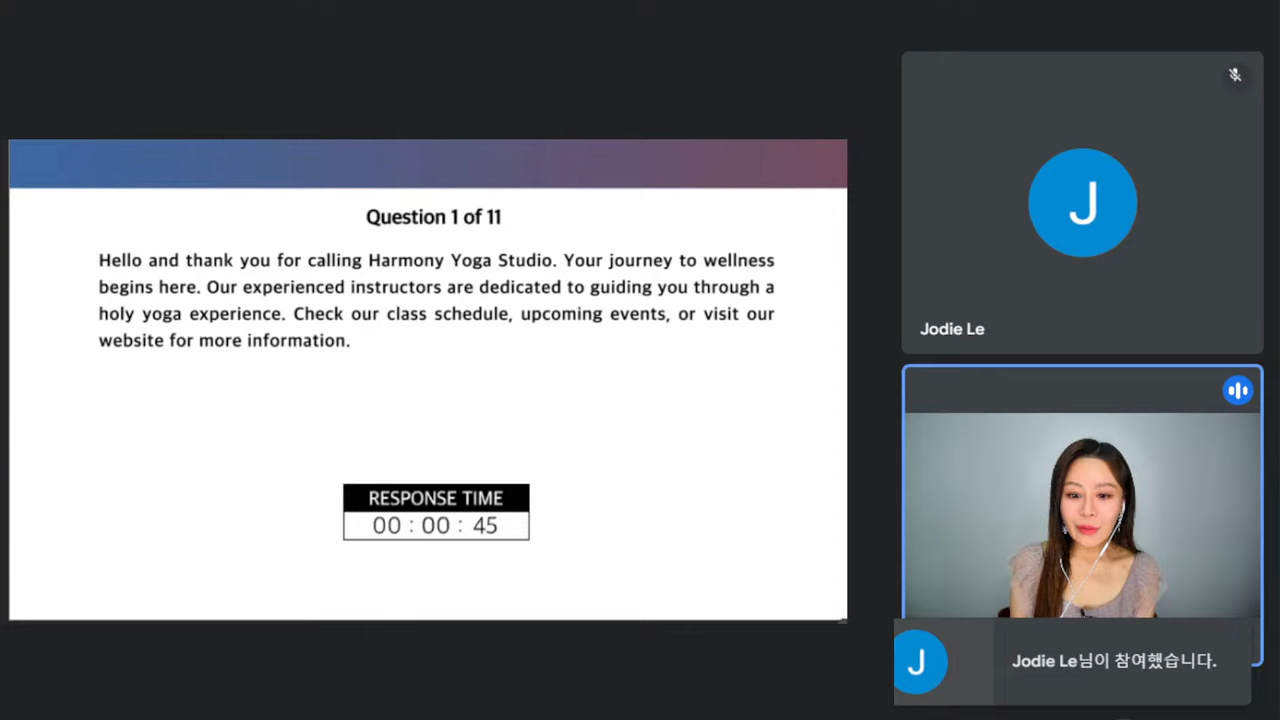 Question 1 of 11
Hello and thank you for calling Harmony Yoga Studio. Your journey to wellness
begins here. Our experienced instructors are dedicated to guiding you through a
holy yoga experience. Check our class schedule, upcoming events, or visit our
website for more information.
RESPONSE TIME
00 : 00 : 45
J
Jodie Le
J
Jodie Le님이 참여했습니다.